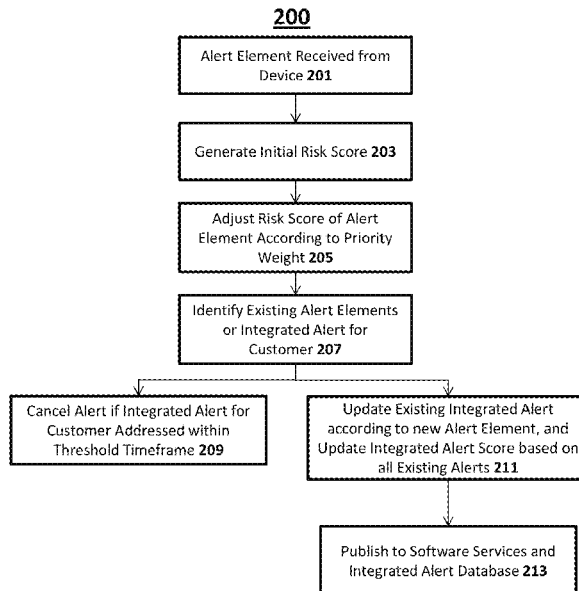 200
Alert Element Received from
Device 201
Generate Initial Risk Score 203
Adjust Risk Score of Alert
Element According to Priority
Weight 205
Identify Existing Alert Elements
or Integrated Alert for
Customer 207
Cancel Alert if Integrated Alert for
Customer Addressed within
Threshold Timeframe 209
Update Existing Integrated Alert
according to new Alert Element, and
Update Integrated Alert Score based on
all Existing Alerts 211
Publish to Software Services and
Integrated Alert Database 213